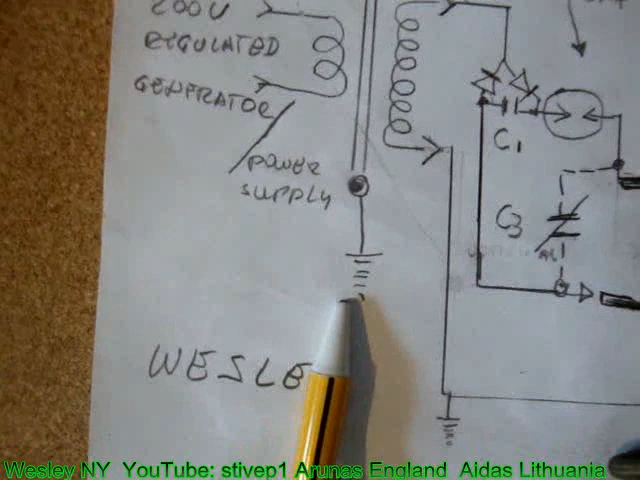 200V
REGULATED
GENERATOR
POWER
SUPPLY
C1
C3
WESLE
Wesley NY YouTube: stivep1 Arunas England Aidas Lithuania